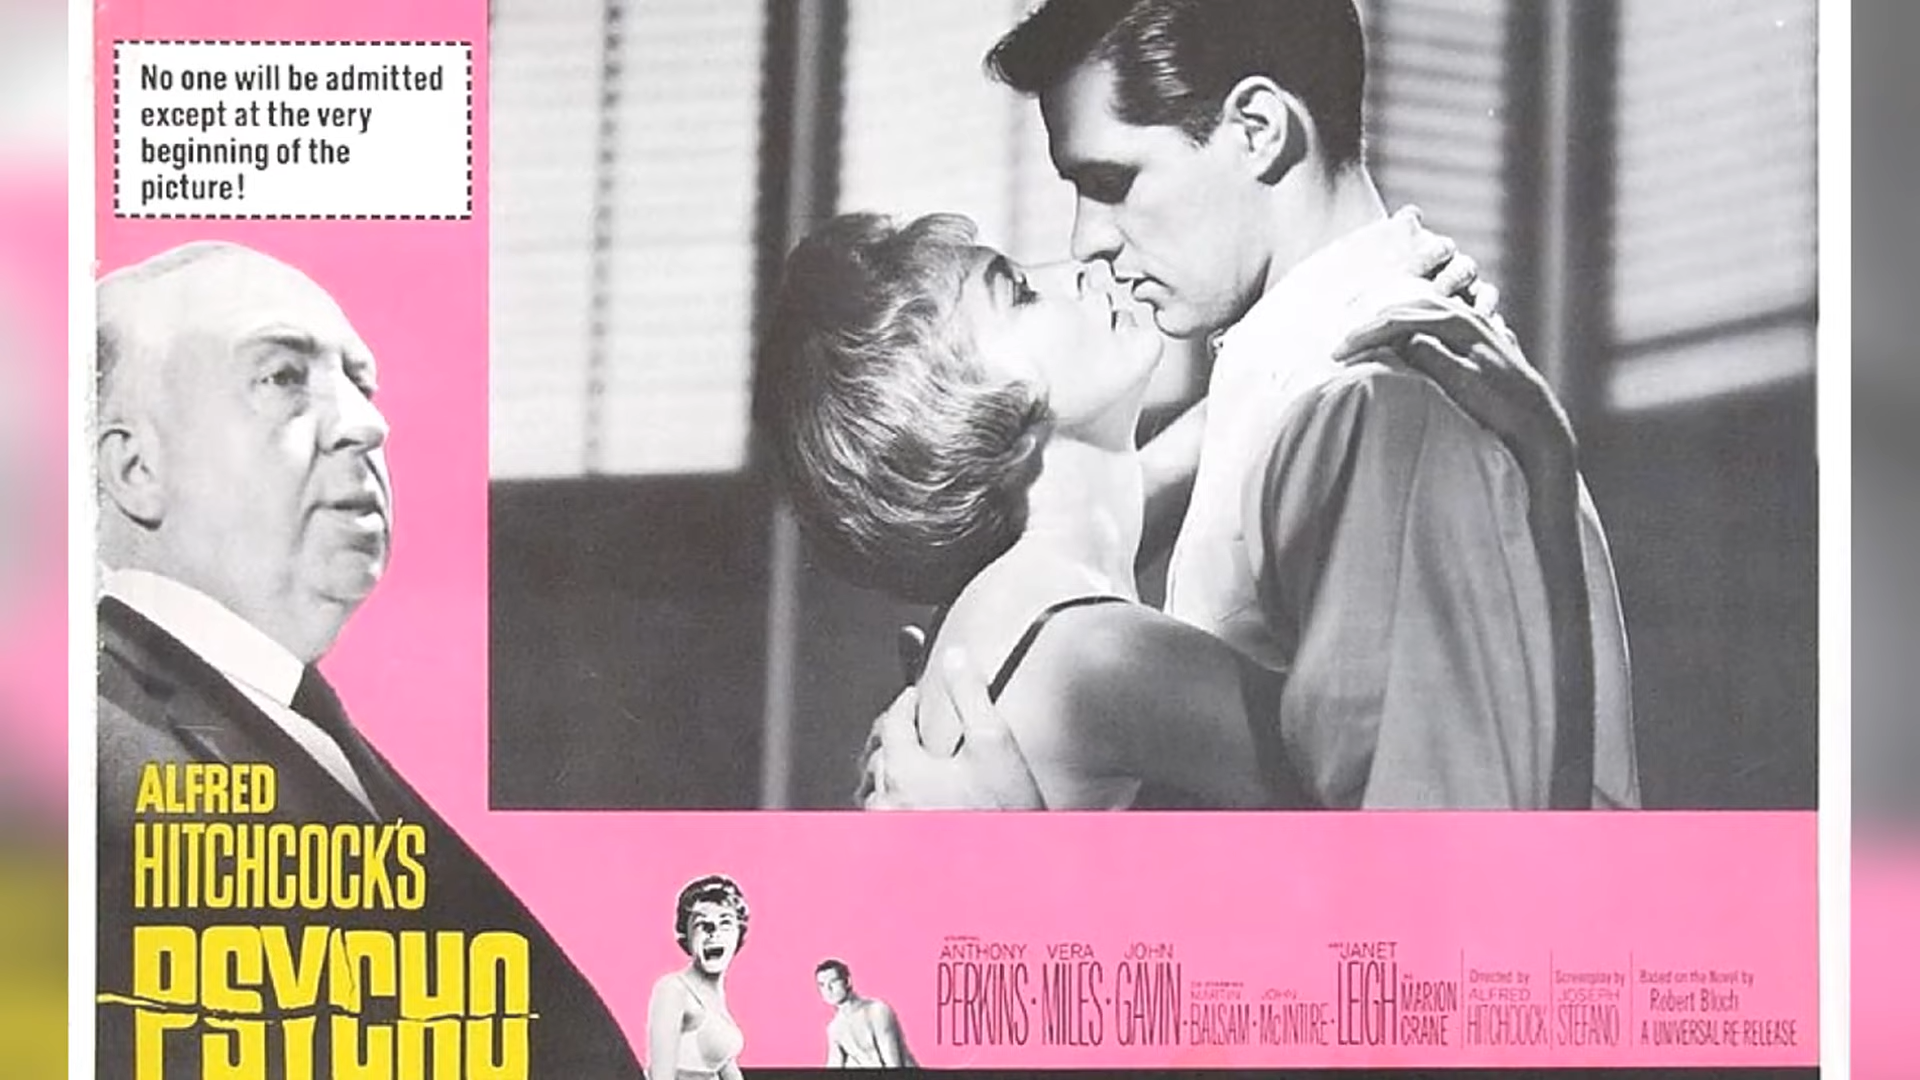 No one will be admitted
except at the very
beginning of the
picture!
ALFRED
HITCHCOCK'S
PSYCHO
ANTHONY PERKINS · VERA MILES · JOHN GAVIN · MARTIN BALSAM · JOHN McINTIRE · JANET LEIGH AS MARION CRANE
Directed by
ALFRED
HITCHCOCK
Screenplay by
JOSEPH
STEFANO
Based on the Novel by
Robert Bloch
A UNIVERSAL RE-RELEASE